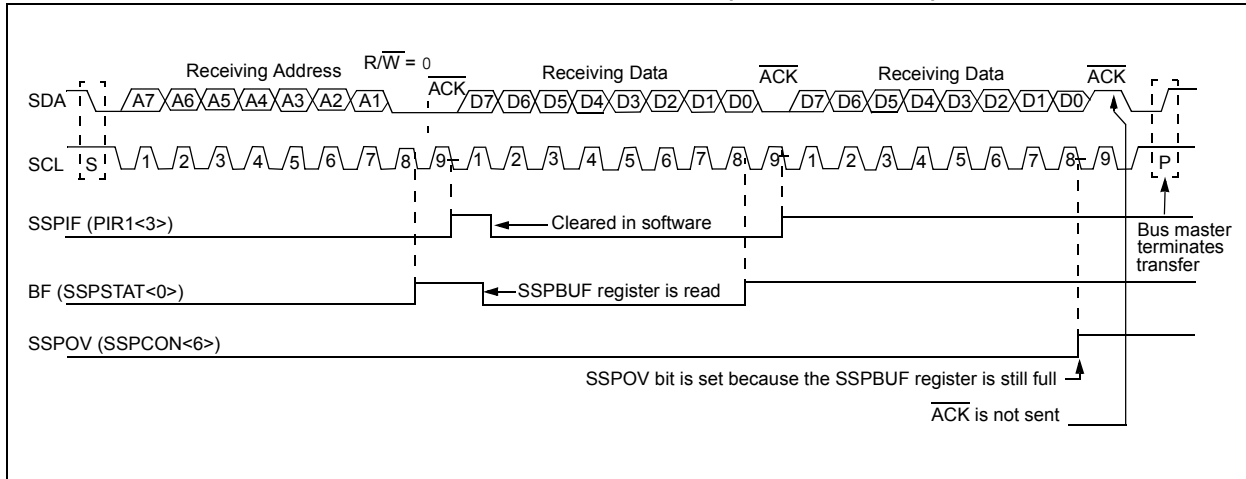 R/W = 0
Receiving Address ACK Receiving Data ACK Receiving Data ACK
SDA A7 A6 A5 A4 A3 A2 A1 D7 D6 D5 D4 D3 D2 D1 D0 D7 D6 D5 D4 D3 D2 D1 D0
SCL S 1 2 3 4 5 6 7 8 9 1 2 3 4 5 6 7 8 9 1 2 3 4 5 6 7 8 9 P
SSPIF (PIR1<3>)
Cleared in software
Bus master
terminates
transfer
BF (SSPSTAT<0>)
SSPBUF register is read
SSPOV (SSPCON<6>)
SSPOV bit is set because the SSPBUF register is still full
ACK is not sent